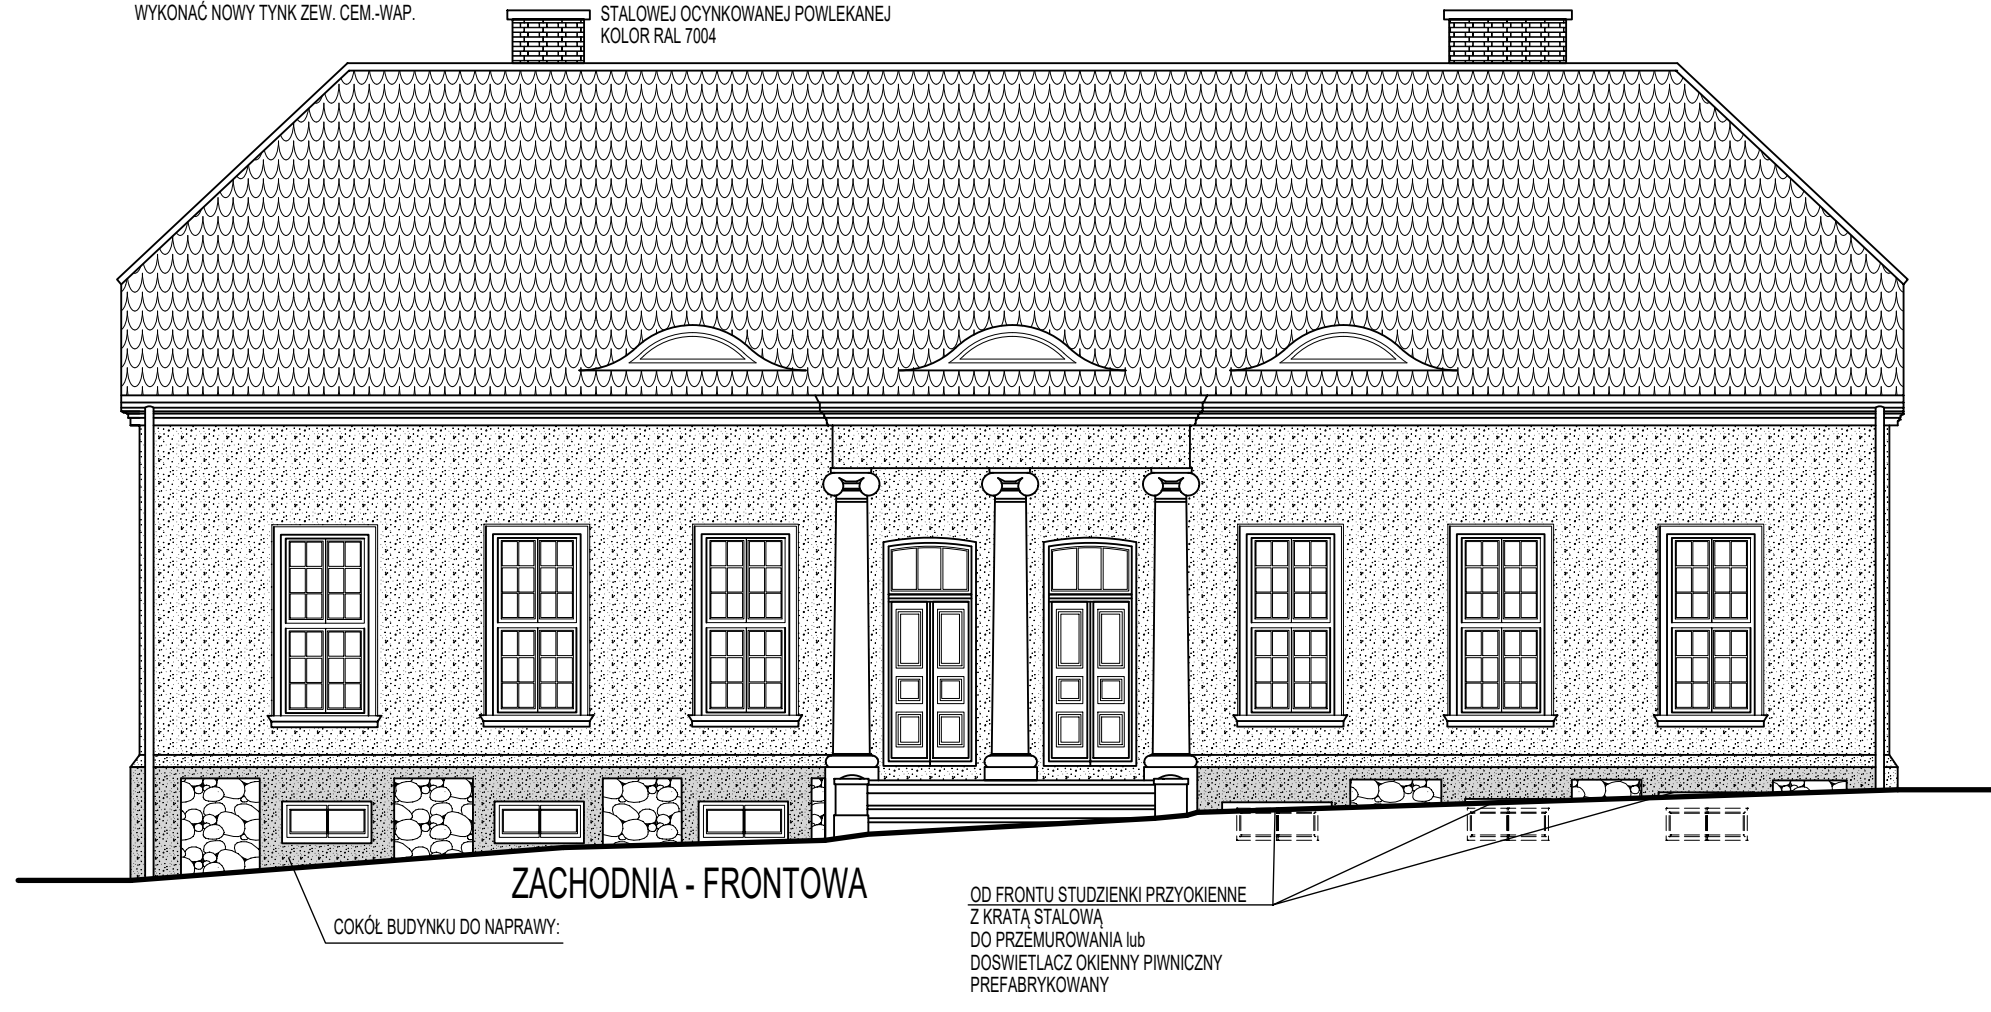 WYKONAĆ NOWY TYNK ZEW. CEM.-WAP.
STALOWEJ OCYNKOWANEJ POWLEKANEJ
KOLOR RAL 7004
ZACHODNIA - FRONTOWA
COKÓŁ BUDYNKU DO NAPRAWY:
OD FRONTU STUDZIENKI PRZYOKIENNE
Z KRATĄ STALOWĄ
DO PRZEMUROWANIA lub
DOSWIETLACZ OKIENNY PIWNICZNY
PREFABRYKOWANY